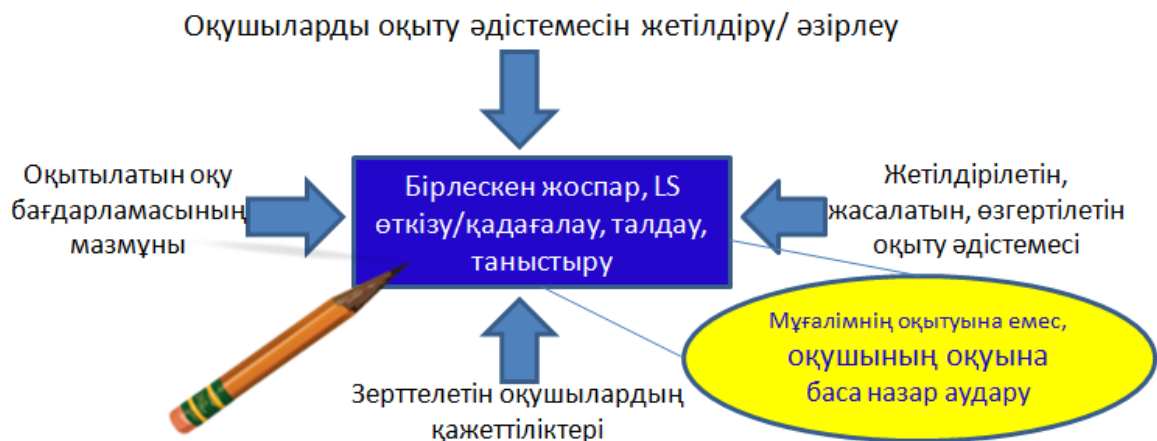 Оқушыларды оқыту әдістемесін жетілдіру/ әзірлеу
Оқытылатын оқу
бағдарламасының
мазмұны
Бірлескен жоспар, LS
өткізу/қадағалау, талдау,
таныстыру
Жетілдірілетін,
жасалатын, өзгертілетін
оқыту әдістемесі
Мұғалімнің оқытуына емес,
оқушының оқуына
баса назар аудару
Зерттелетін оқушылардың
қажеттіліктері